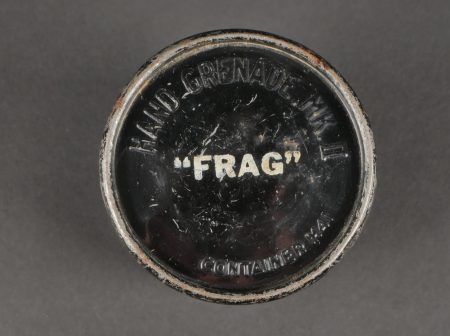 HAND GRENADE MK II
"FRAG"
CONTAINER M41